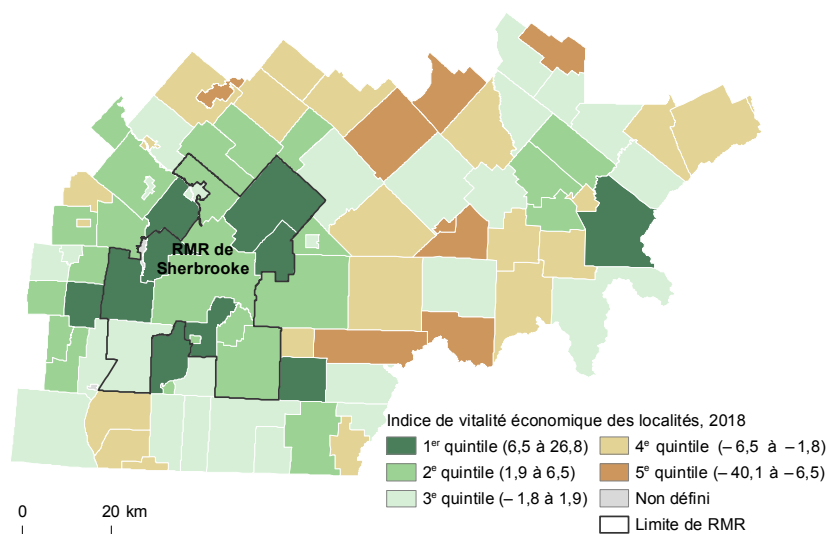 RMR de
Sherbrooke
Indice de vitalité économique des localités, 2018
1er quintile (6,5 à 26,8)
2e quintile (1,9 à 6,5)
3e quintile (– 1,8 à 1,9)
4e quintile (– 6,5 à – 1,8)
5e quintile (– 40,1 à – 6,5)
Non défini
Limite de RMR
0 20 km